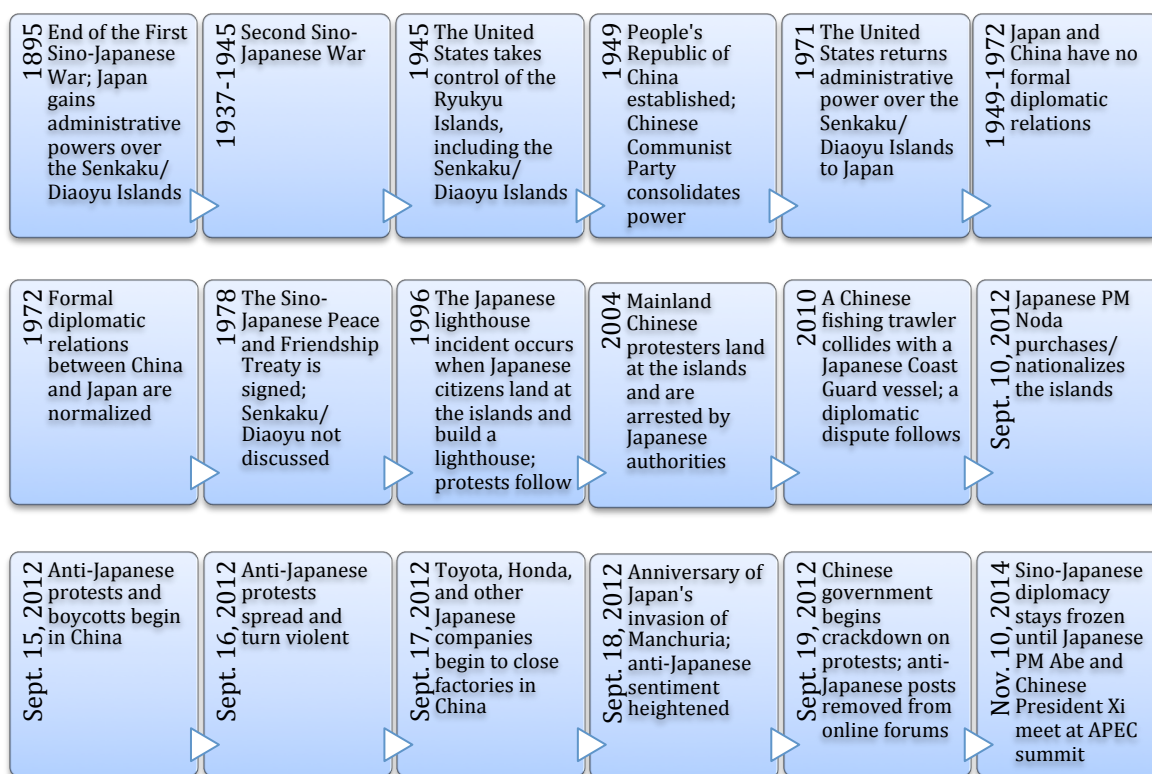 1895
End of the First
Sino-Japanese
War; Japan
gains
administrative
powers over
the Senkaku/
Diaoyu Islands
1937-1945
Second Sino-
Japanese War
1945
The United
States takes
control of the
Ryukyu
Islands,
including the
Senkaku/
Diaoyu Islands
1949
People's
Republic of
China
established;
Chinese
Communist
Party
consolidates
power
1971
The United
States returns
administrative
power over the
Senkaku/
Diaoyu Islands
to Japan
1949-1972
Japan and
China have no
formal
diplomatic
relations
1972
Formal
diplomatic
relations
between China
and Japan are
normalized
1978
The Sino-
Japanese Peace
and Friendship
Treaty is
signed;
Senkaku/
Diaoyu not
discussed
1996
The Japanese
lighthouse
incident occurs
when Japanese
citizens land at
the islands and
build a
lighthouse;
protests follow
2004
Mainland
Chinese
protesters land
at the islands
and are
arrested by
Japanese
authorities
2010
A Chinese
fishing trawler
collides with a
Japanese Coast
Guard vessel; a
diplomatic
dispute follows
Sept. 10, 2012
Japanese PM
Noda
purchases/
nationalizes
the islands
Sept. 15, 2012
Anti-Japanese
protests and
boycotts begin
in China
Sept. 16, 2012
Anti-Japanese
protests
spread and
turn violent
Sept. 17, 2012
Toyota, Honda,
and other
Japanese
companies
begin to close
factories in
China
Sept. 18, 2012
Anniversary of
Japan's
invasion of
Manchuria;
anti-Japanese
sentiment
heightened
Sept. 19, 2012
Chinese
government
begins
crackdown on
protests; anti-
Japanese posts
removed from
online forums
Nov. 10, 2014
Sino-Japanese
diplomacy
stays frozen
until Japanese
PM Abe and
Chinese
President Xi
meet at APEC
summit